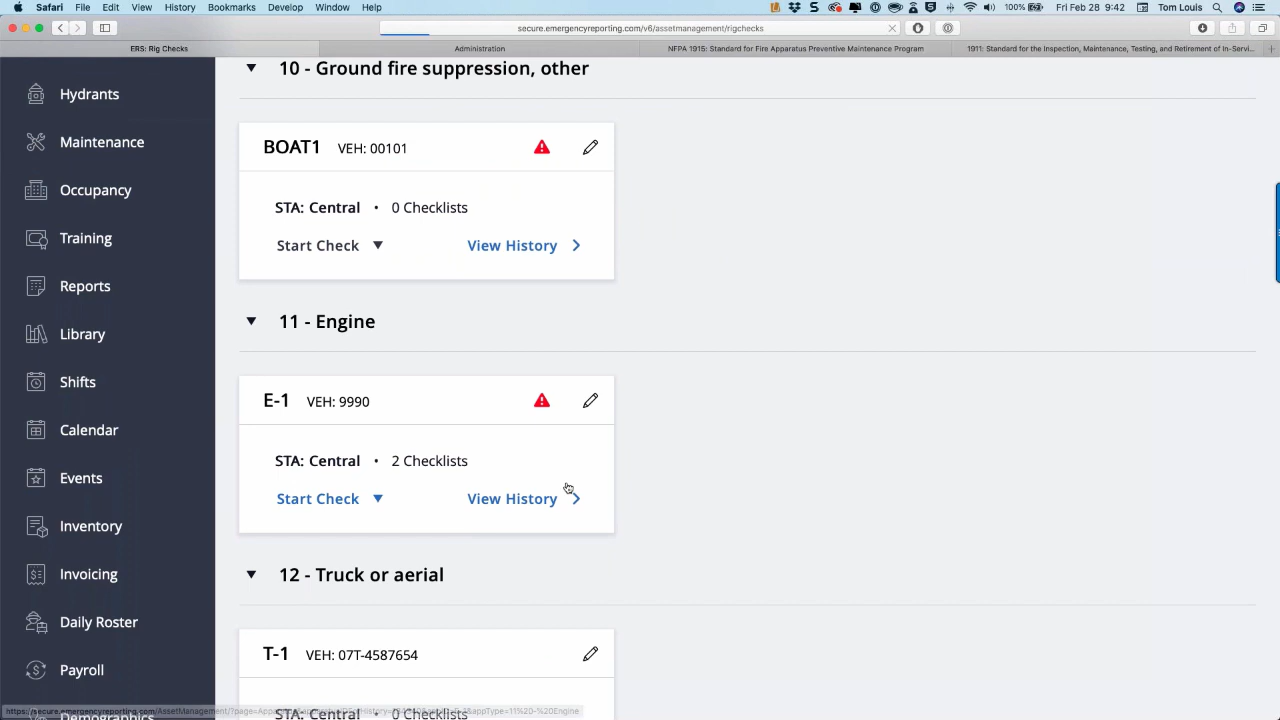 Safari File Edit View History Bookmarks Develop Window Help 5 100% Fri Feb 28 9:42 Tom Louis
secure.emergencyreporting.com/v6/assetmanagement/rigchecks
ERS: Rig Checks Administration NFPA 1915: Standard for Fire Apparatus Preventive Maintenance Program 1911: Standard for the Inspection, Maintenance, Testing, and Retirement of In-Servi...
Hydrants
Maintenance
Occupancy
Training
Reports
Library
Shifts
Calendar
Events
Inventory
Invoicing
Daily Roster
Payroll
Demographics
10 - Ground fire suppression, other
BOAT1 VEH: 00101
STA: Central • 0 Checklists
Start Check View History
11 - Engine
E-1 VEH: 9990
STA: Central • 2 Checklists
Start Check View History
12 - Truck or aerial
T-1 VEH: 07T-4587654
STA: Central • 0 Checklists